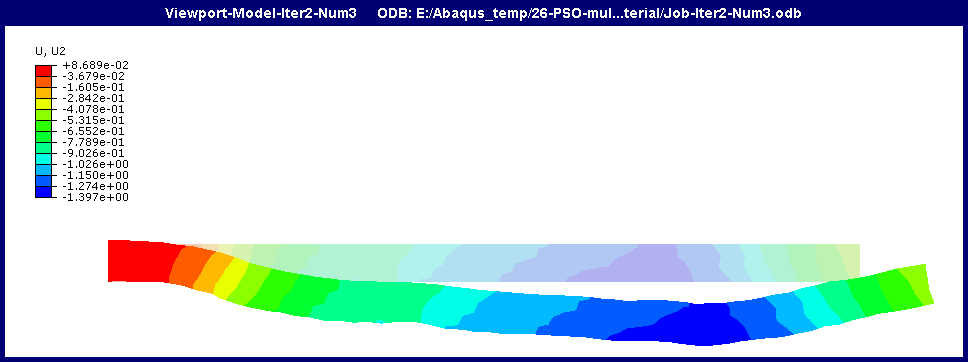 Viewport-Model-Iter2-Num3 ODB: E:/Abaqus_temp/26-PSO-mul...terial/Job-Iter2-Num3.odb
U, U2
+8.689e-02
-3.679e-02
-1.605e-01
-2.842e-01
-4.078e-01
-5.315e-01
-6.552e-01
-7.789e-01
-9.026e-01
-1.026e+00
-1.150e+00
-1.274e+00
-1.397e+00